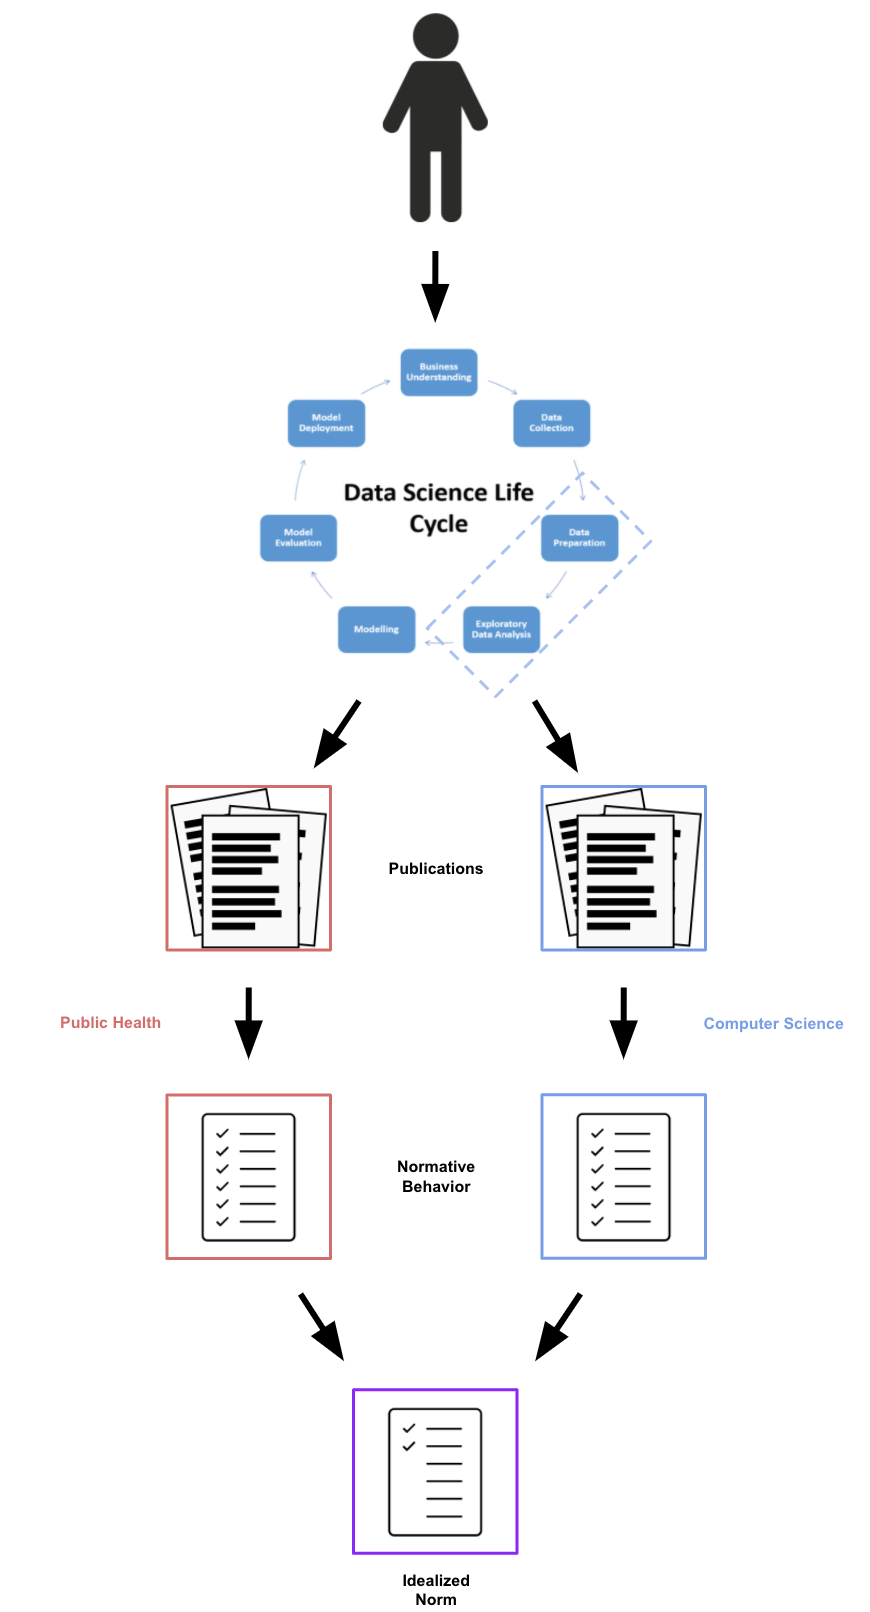 Business
Understanding
Model
Deployment
Data
Collection
Data Science Life
Cycle
Model
Evaluation
Data
Preparation
Modelling
Exploratory
Data Analysis
Publications
Public Health
Computer Science
Normative
Behavior
Idealized
Norm